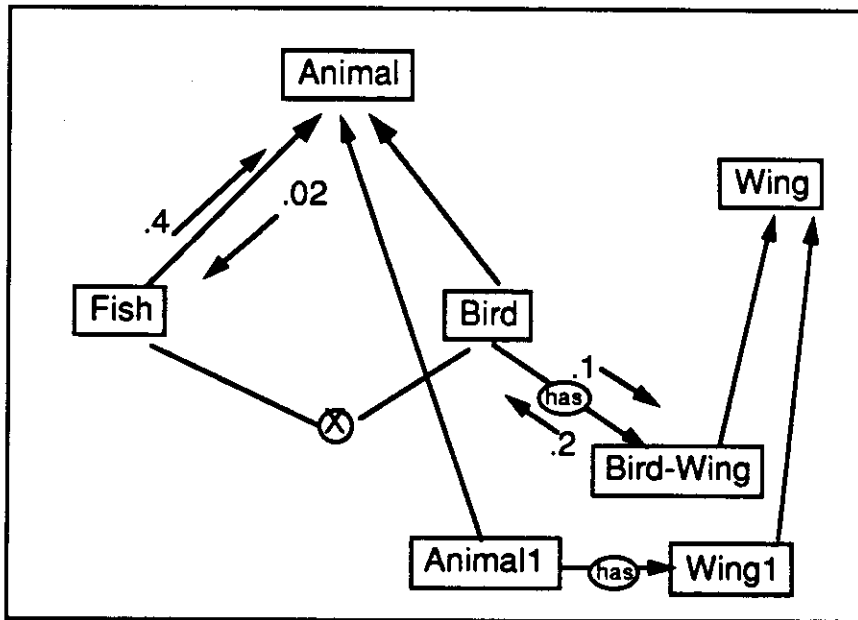 Animal
Wing
.4
.02
Fish
Bird
.1
has
X
.2
Bird-Wing
Animal1
has
Wing1